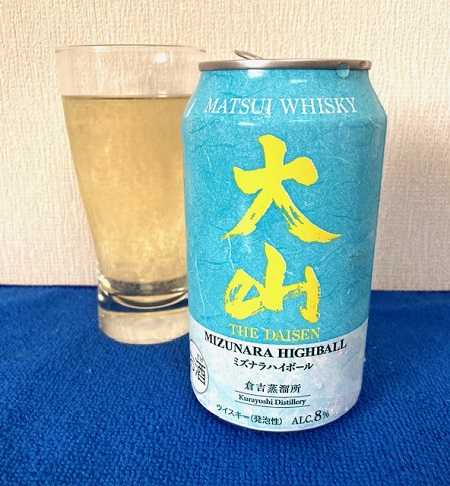 MATSUI WHISKY
大山
THE DAISEN
MIZUNARA HIGHBALL
ミズナラハイボール
倉吉蒸溜所
Kurayoshi Distillery
ウイスキー(発泡性) ALC.8%